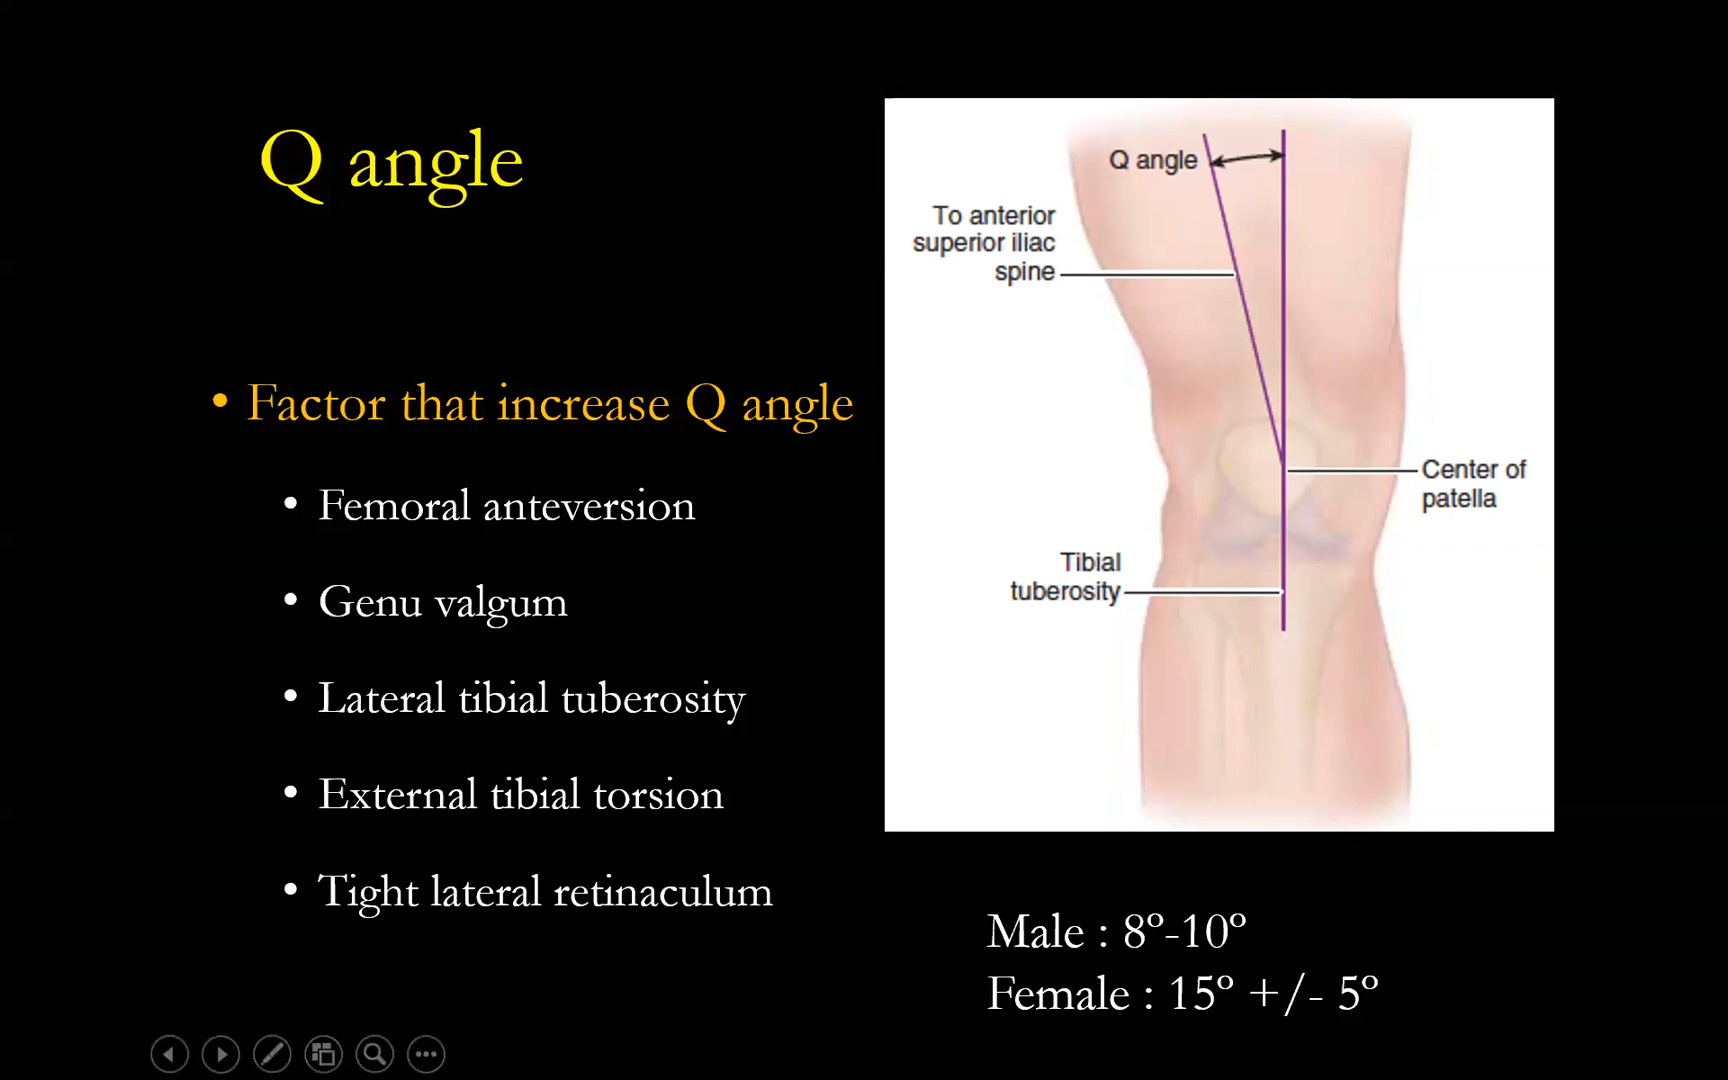 Q angle
• Factor that increase Q angle
• Femoral anteversion
• Genu valgum
• Lateral tibial tuberosity
• External tibial torsion
• Tight lateral retinaculum
Q angle
To anterior
superior iliac
spine
Center of
patella
Tibial
tuberosity
Male : 8º-10º
Female : 15º +/- 5º